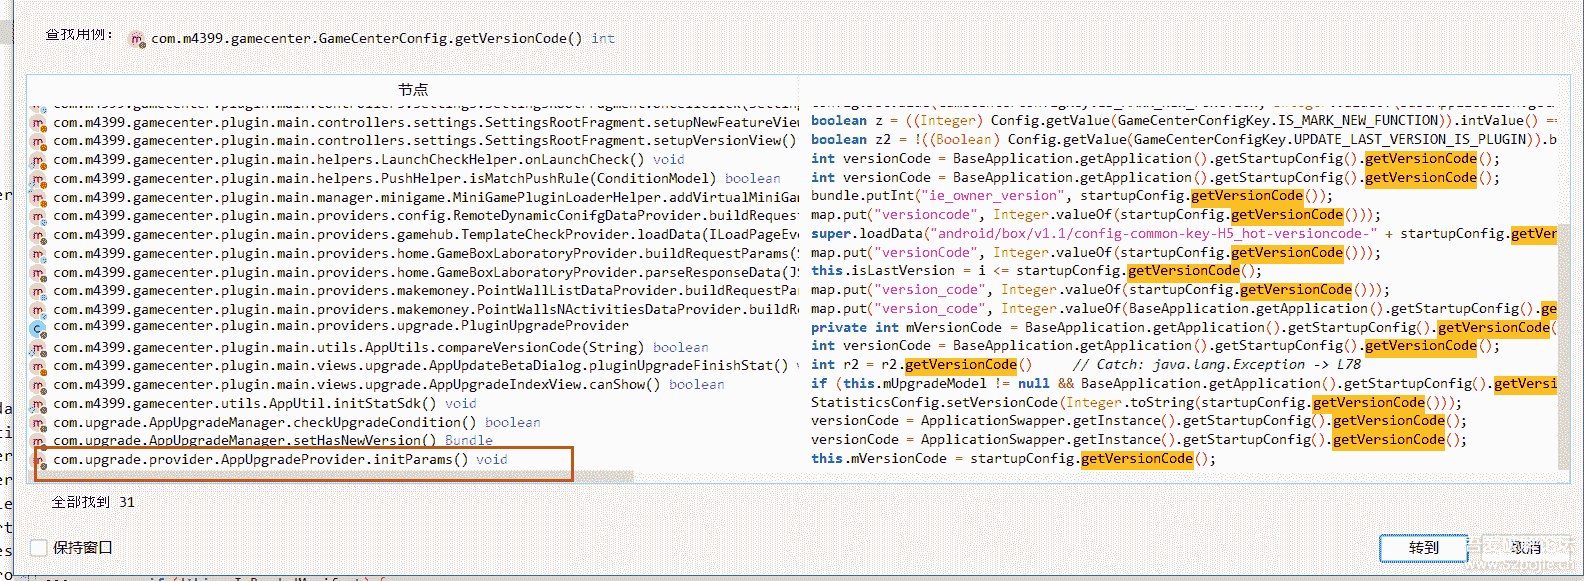 查找用例： m com.m4399.gamecenter.GameCenterConfig.getVersionCode() int
节点
com.m4399.gamecenter.plugin.main.controllers.settings.SettingsRootFragment.setupNewFeatureView
boolean z = ((Integer) Config.getValue(GameCenterConfigKey.IS_MARK_NEW_FUNCTION)).intValue() ==
com.m4399.gamecenter.plugin.main.controllers.settings.SettingsRootFragment.setupVersionView()
boolean z2 = !((Boolean) Config.getValue(GameCenterConfigKey.UPDATE_LAST_VERSION_IS_PLUGIN)).b
com.m4399.gamecenter.plugin.main.helpers.LaunchCheckHelper.onLaunchCheck() void
int versionCode = BaseApplication.getApplication().getStartupConfig().getVersionCode();
com.m4399.gamecenter.plugin.main.helpers.PushHelper.isMatchPushRule(ConditionModel) boolean
int versionCode = BaseApplication.getApplication().getStartupConfig().getVersionCode();
com.m4399.gamecenter.plugin.main.manager.minigame.MiniGamePluginLoaderHelper.addVirtualMiniGa
bundle.putInt("ie_owner_version", startupConfig.getVersionCode());
com.m4399.gamecenter.plugin.main.providers.config.RemoteDynamicConifgDataProvider.buildRequest
map.put("versioncode", Integer.valueOf(startupConfig.getVersionCode()));
com.m4399.gamecenter.plugin.main.providers.gamehub.TemplateCheckProvider.loadData(ILoadPageEve
super.loadData("android/box/v1.1/config-common-key-H5_hot-versioncode-" + startupConfig.getVer
com.m4399.gamecenter.plugin.main.providers.home.GameBoxLaboratoryProvider.buildRequestParams(S
map.put("versionCode", Integer.valueOf(startupConfig.getVersionCode()));
com.m4399.gamecenter.plugin.main.providers.home.GameBoxLaboratoryProvider.parseResponseData(JS
this.isLastVersion = i <= startupConfig.getVersionCode();
com.m4399.gamecenter.plugin.main.providers.makemoney.PointWallListDataProvider.buildRequestPar
map.put("version_code", Integer.valueOf(startupConfig.getVersionCode()));
com.m4399.gamecenter.plugin.main.providers.makemoney.PointWallsNActivitiesDataProvider.buildRe
map.put("version_code", Integer.valueOf(BaseApplication.getApplication().getStartupConfig().ge
com.m4399.gamecenter.plugin.main.providers.upgrade.PluginUpgradeProvider
private int mVersionCode = BaseApplication.getApplication().getStartupConfig().getVersionCode(
com.m4399.gamecenter.plugin.main.utils.AppUtils.compareVersionCode(String) boolean
int versionCode = BaseApplication.getApplication().getStartupConfig().getVersionCode();
com.m4399.gamecenter.plugin.main.views.upgrade.AppUpdateBetaDialog.pluginUpgradeFinishStat() v
int r2 = r2.getVersionCode() // Catch: java.lang.Exception -> L78
com.m4399.gamecenter.plugin.main.views.upgrade.AppUpgradeIndexView.canShow() boolean
if (this.mUpgradeModel != null && BaseApplication.getApplication().getStartupConfig().getVersi
com.m4399.gamecenter.utils.AppUtil.initStatSdk() void
StatisticsConfig.setVersionCode(Integer.toString(startupConfig.getVersionCode()));
com.upgrade.AppUpgradeManager.checkUpgradeCondition() boolean
versionCode = ApplicationSwapper.getInstance().getStartupConfig().getVersionCode();
com.upgrade.AppUpgradeManager.setHasNewVersion() Bundle
versionCode = ApplicationSwapper.getInstance().getStartupConfig().getVersionCode();
com.upgrade.provider.AppUpgradeProvider.initParams() void
this.mVersionCode = startupConfig.getVersionCode();
全部找到 31
保持窗口
转到
取消
www.52pojie.cn